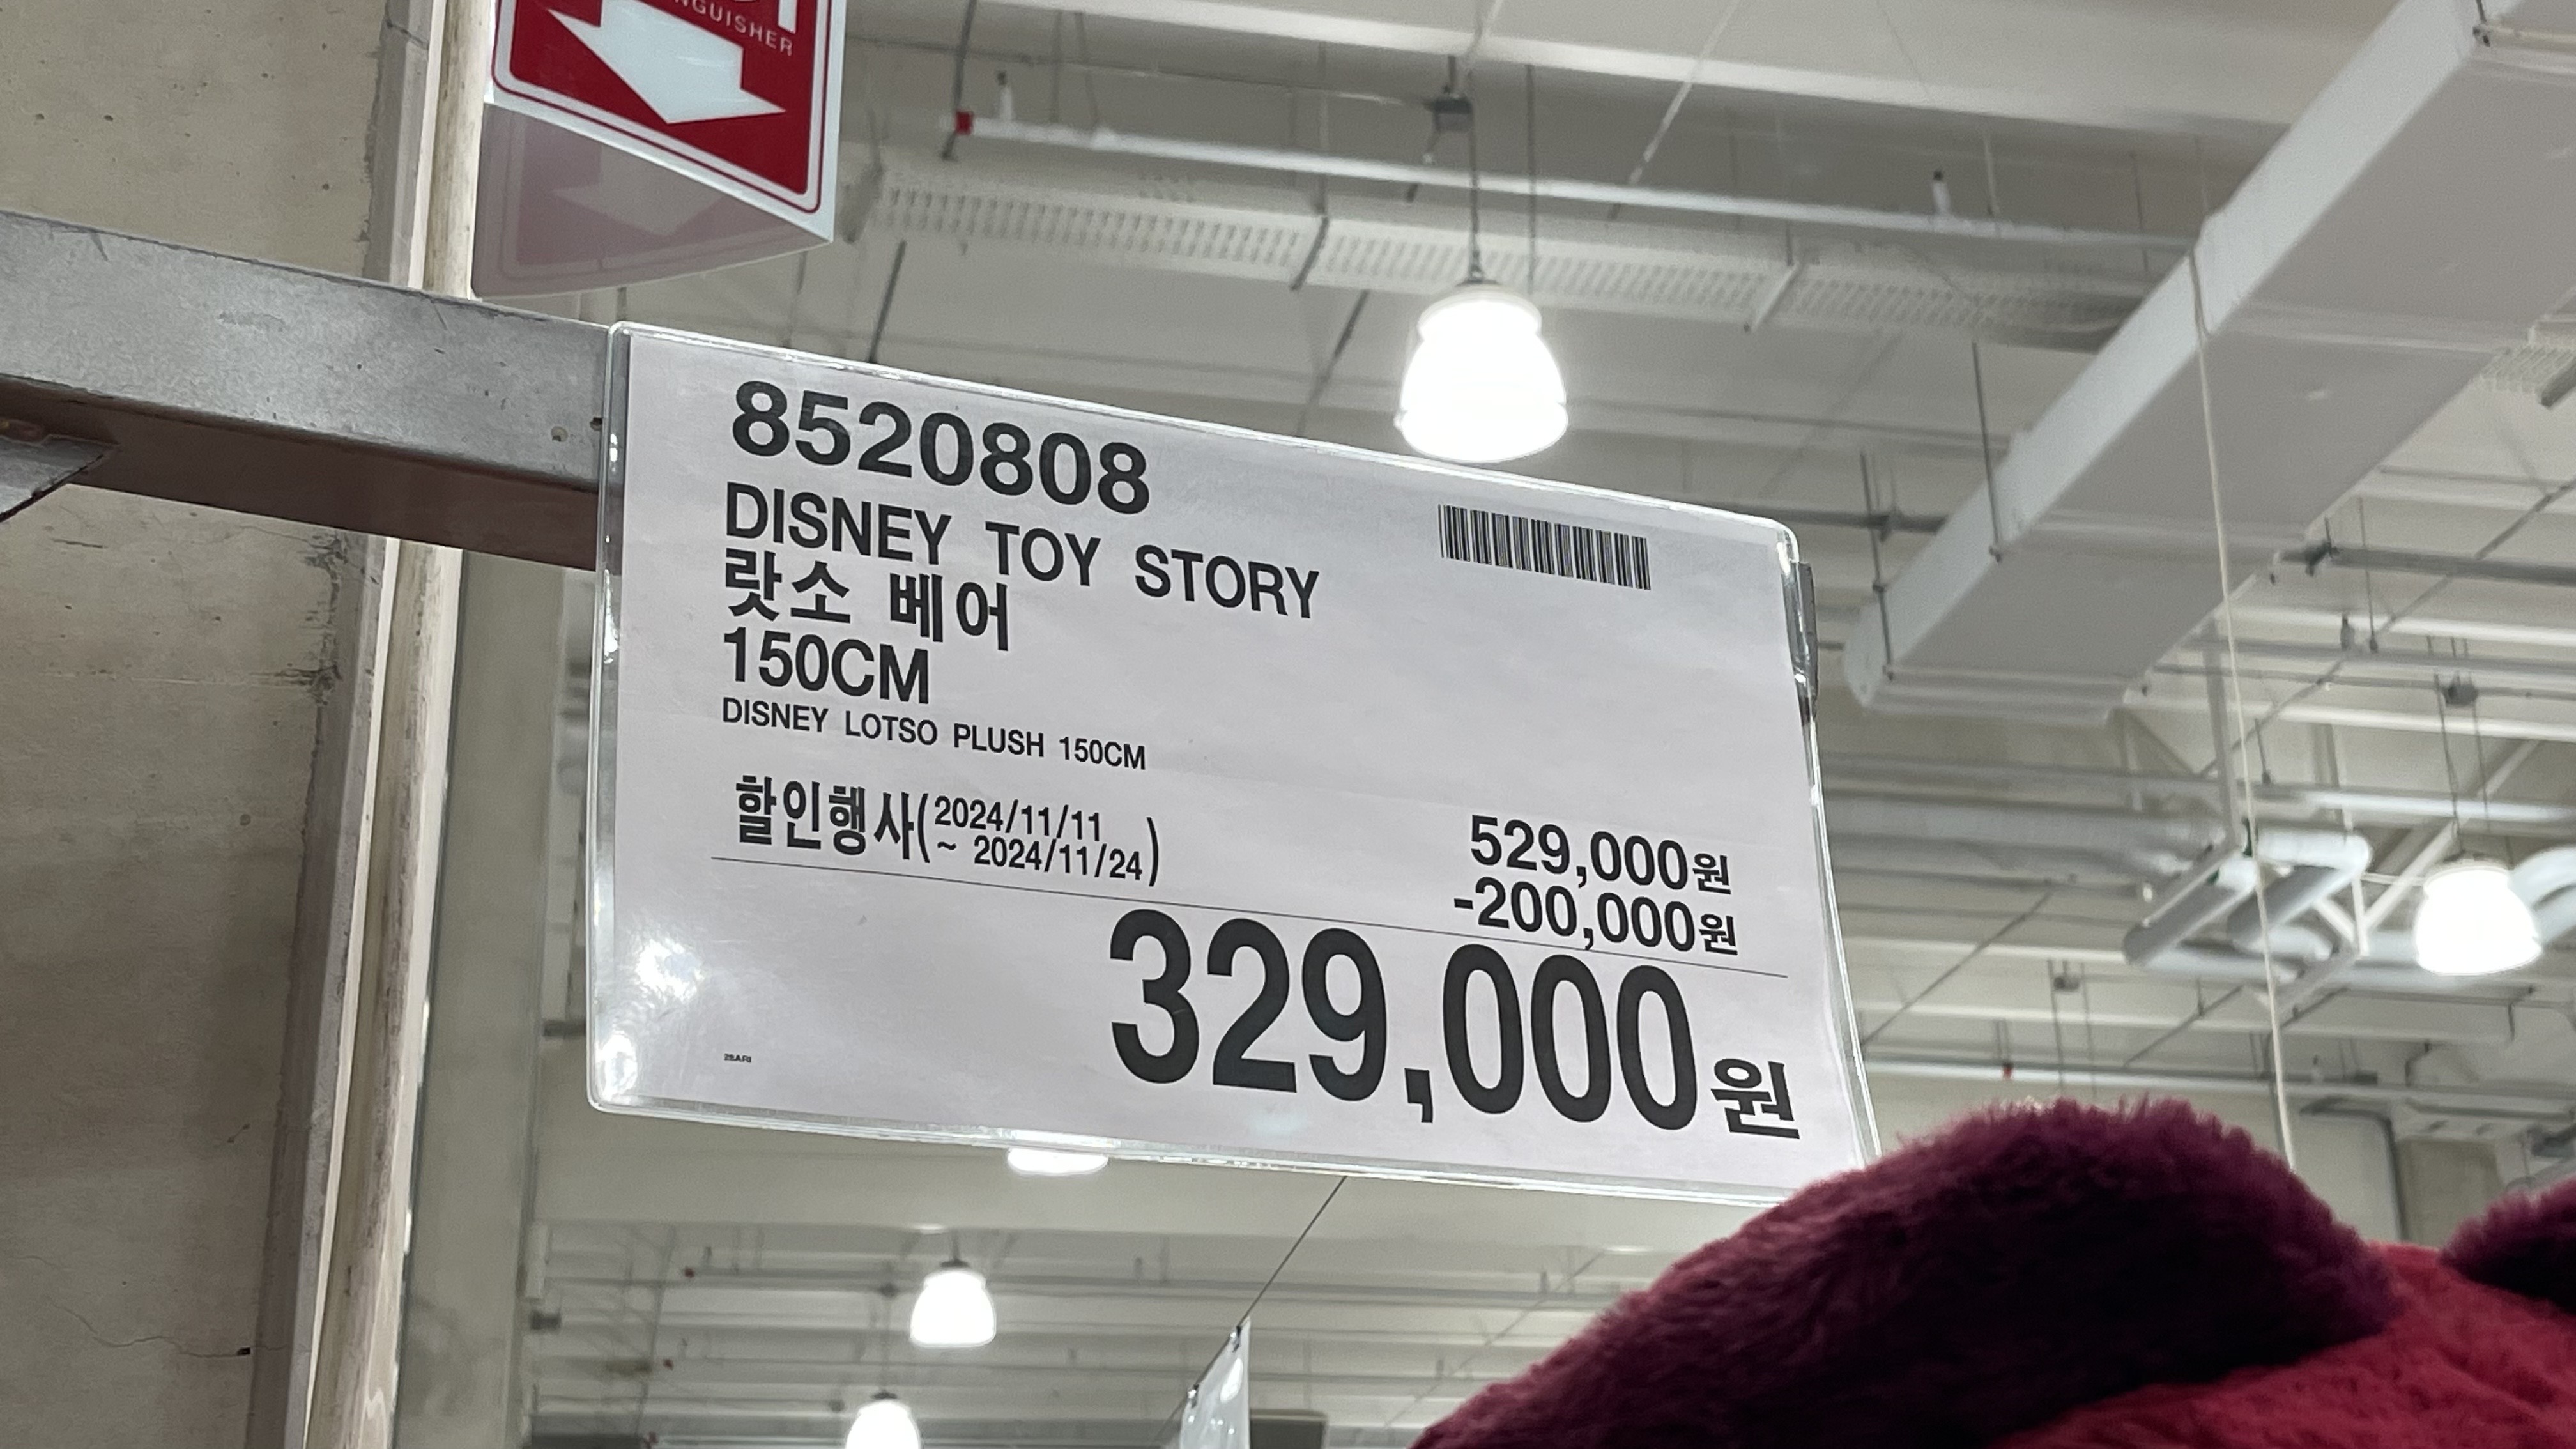 EXTINGUISHER
8520808
DISNEY TOY STORY
랏소 베어
150CM
DISNEY LOTSO PLUSH 150CM
할인행사(2024/11/11
~ 2024/11/24)
529,000원
-200,000원
329,000원